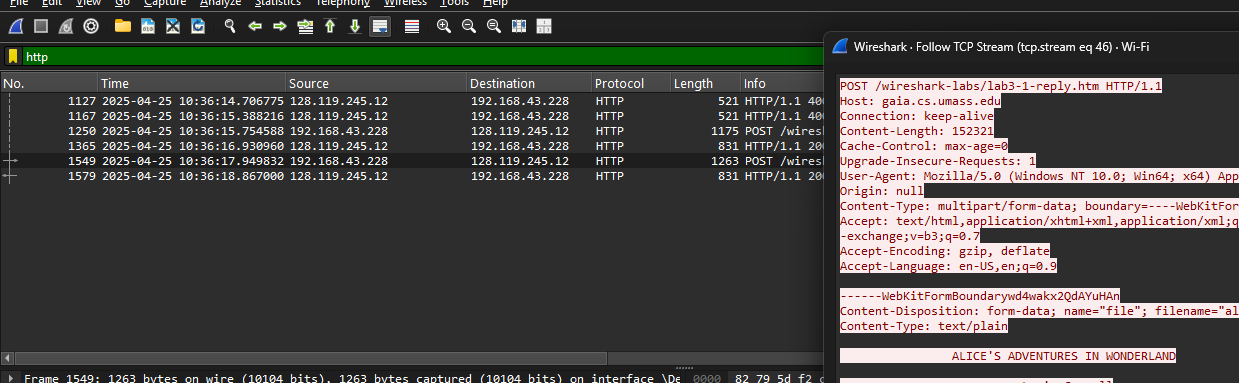 File Edit View Go Capture Analyze Statistics Telephony Wireless Tools Help
http
No. Time Source Destination Protocol Length Info
1127 2025-04-25 10:36:14.706775 128.119.245.12 192.168.43.228 HTTP 521 HTTP/1.1 400
1167 2025-04-25 10:36:15.388216 128.119.245.12 192.168.43.228 HTTP 521 HTTP/1.1 400
1250 2025-04-25 10:36:15.754588 192.168.43.228 128.119.245.12 HTTP 1175 POST /wiresh
1365 2025-04-25 10:36:16.930960 128.119.245.12 192.168.43.228 HTTP 831 HTTP/1.1 200
1549 2025-04-25 10:36:17.949832 192.168.43.228 128.119.245.12 HTTP 1263 POST /wiresh
1579 2025-04-25 10:36:18.867000 128.119.245.12 192.168.43.228 HTTP 831 HTTP/1.1 200
Frame 1549: 1263 bytes on wire (10104 bits), 1263 bytes captured (10104 bits) on interface \De
0000 82 79 5d f2
Wireshark · Follow TCP Stream (tcp.stream eq 46) · Wi-Fi
POST /wireshark-labs/lab3-1-reply.htm HTTP/1.1
Host: gaia.cs.umass.edu
Connection: keep-alive
Content-Length: 152321
Cache-Control: max-age=0
Upgrade-Insecure-Requests: 1
User-Agent: Mozilla/5.0 (Windows NT 10.0; Win64; x64) App
Origin: null
Content-Type: multipart/form-data; boundary=----WebKitFor
Accept: text/html,application/xhtml+xml,application/xml;q
-exchange;v=b3;q=0.7
Accept-Encoding: gzip, deflate
Accept-Language: en-US,en;q=0.9
------WebKitFormBoundarywd4wakx2QdAYuHAn
Content-Disposition: form-data; name="file"; filename="al
Content-Type: text/plain
ALICE'S ADVENTURES IN WONDERLAND